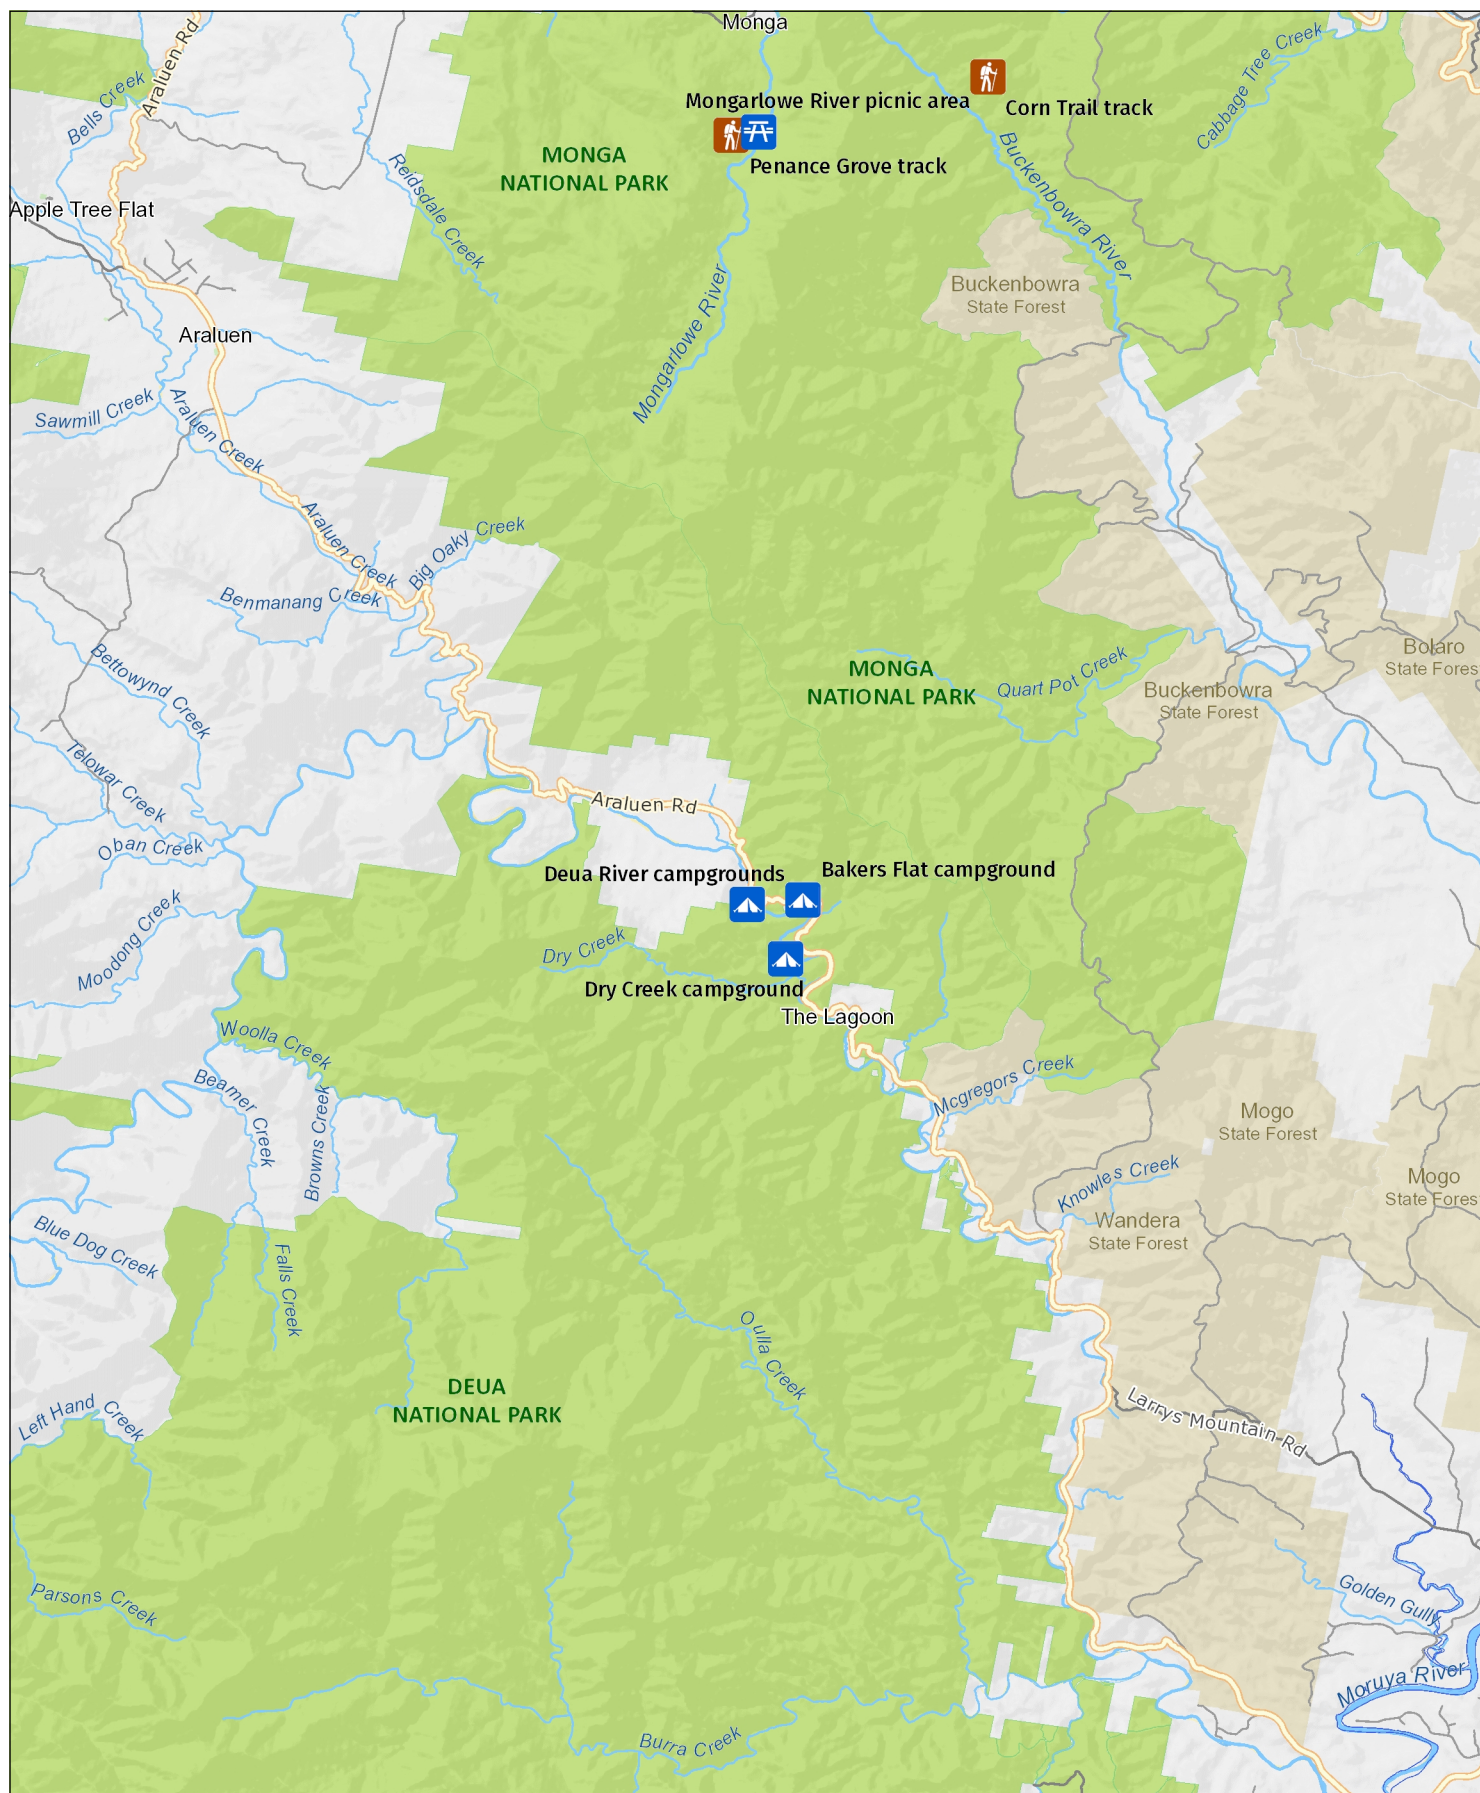 Monga
Araluen Rd
Cabbage Tree Creek
Bells Creek
Mongarlowe River picnic area
Corn Trail track
MONGA
NATIONAL PARK
Penance Grove track
Reidsdale Creek
Buckenbowra River
Apple Tree Flat
Buckenbowra
State Forest
Araluen
Mongarlowe River
Sawmill Creek
Araluen Creek
Araluen Creek
Big Oaky Creek
Benmanang Creek
Bettowynd Creek
MONGA
NATIONAL PARK
Quart Pot Creek
Bolaro
State Fores
Buckenbowra
State Forest
Telowar Creek
Araluen Rd
Oban Creek
Deua River campgrounds
Bakers Flat campground
Moodong Creek
Dry Creek
Dry Creek campground
The Lagoon
Woolla Creek
Beamer Creek
Browns Creek
Mcgregors Creek
Mogo
State Forest
Knowles Creek
Mogo
State Fores
Wandera
State Forest
Blue Dog Creek
Falls Creek
Oulla Creek
DEUA
NATIONAL PARK
Left Hand Creek
Larrys Mountain Rd
Parsons Creek
Golden Gully
Moruya River
Burra Creek